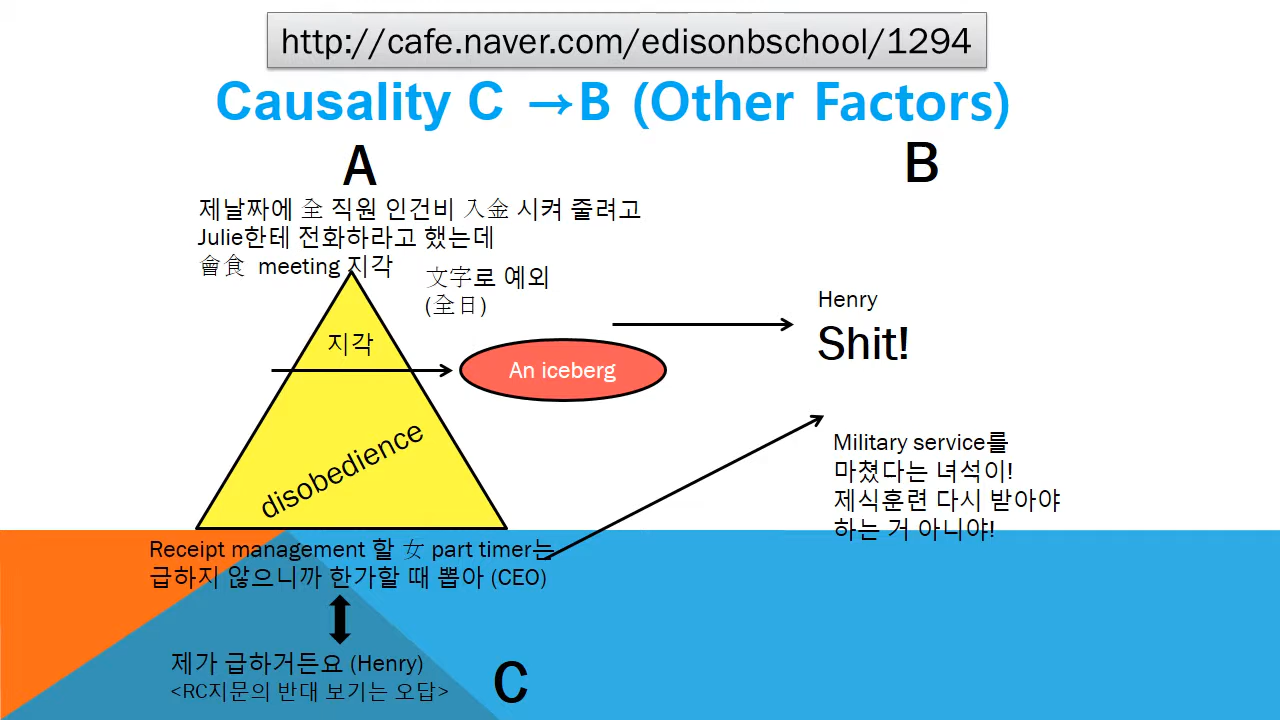 http://cafe.naver.com/edisonbschool/1294
Causality C →B (Other Factors)
A
B
제날짜에 全 직원 인건비 入金 시켜 줄려고
Julie한테 전화하라고 했는데
會食 meeting 지각
文字로 예외
(全日)
지각
An iceberg
disobedience
Henry
Shit!
Military service를
마쳤다는 녀석이!
제식훈련 다시 받아야
하는 거 아니야!
Receipt management 할 女 part timer는
급하지 않으니까 한가할 때 뽑아 (CEO)
제가 급하거든요 (Henry)
<RC지문의 반대 보기는 오답>
C